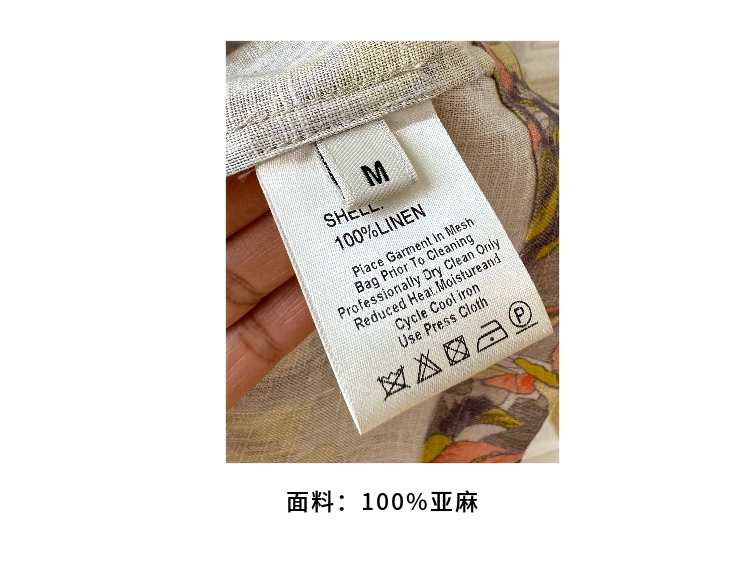 M
SHELL:
100%LINEN
Place Garment In Mesh
Bag Prior To Cleaning
Professionally Dry Clean Only
Reduced Heat.Moistureand
Cycle Cool iron
Use Press Cloth
P
面料：100%亚麻